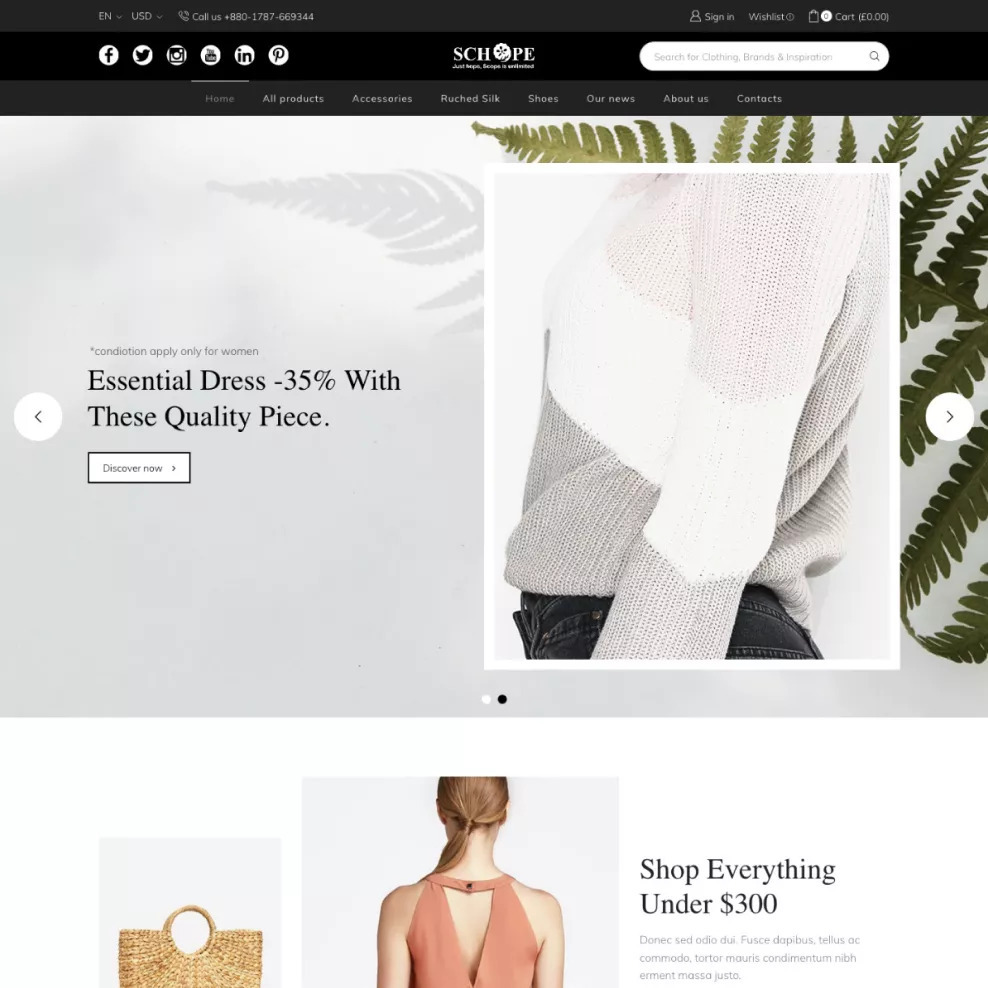 EN USD Call us +880-1787-669344
Sign in Wishlist 0 Cart (£0.00)
SCHOPE
Just hope, Scope is unlimited
Search for Clothing, Brands & Inspiration
Home All products Accessories Ruched Silk Shoes Our news About us Contacts
*condiotion apply only for women
Essential Dress -35% With
These Quality Piece.
Discover now
Shop Everything
Under $300
Donec sed odio dui. Fusce dapibus, tellus ac
commodo, tortor mauris condimentum nibh
erment massa justo.